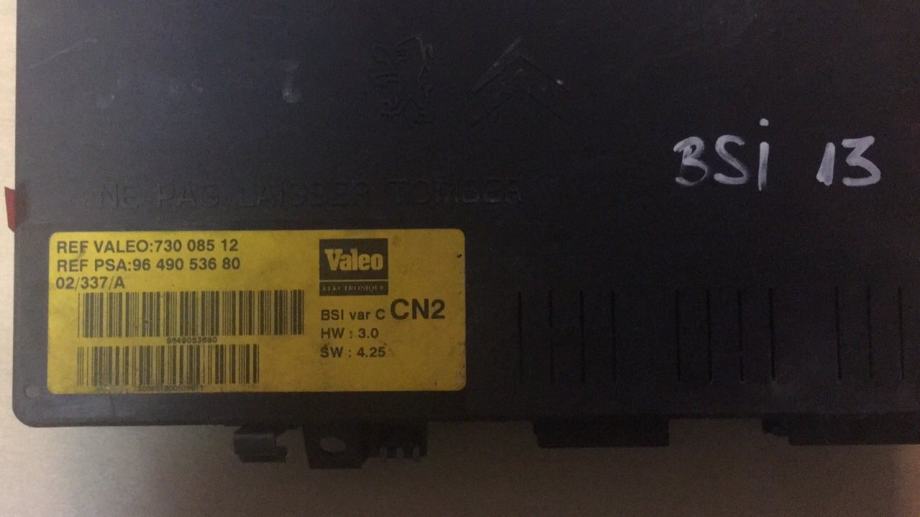 BSi 13
NE PAS LAISSER TOMBER
REF VALEO:730 085 12
REF PSA:96 490 536 80
02/337/A
Valeo
ELECTRONIQUE
BSI var C CN2
HW : 3.0
SW : 4.25
9649053680